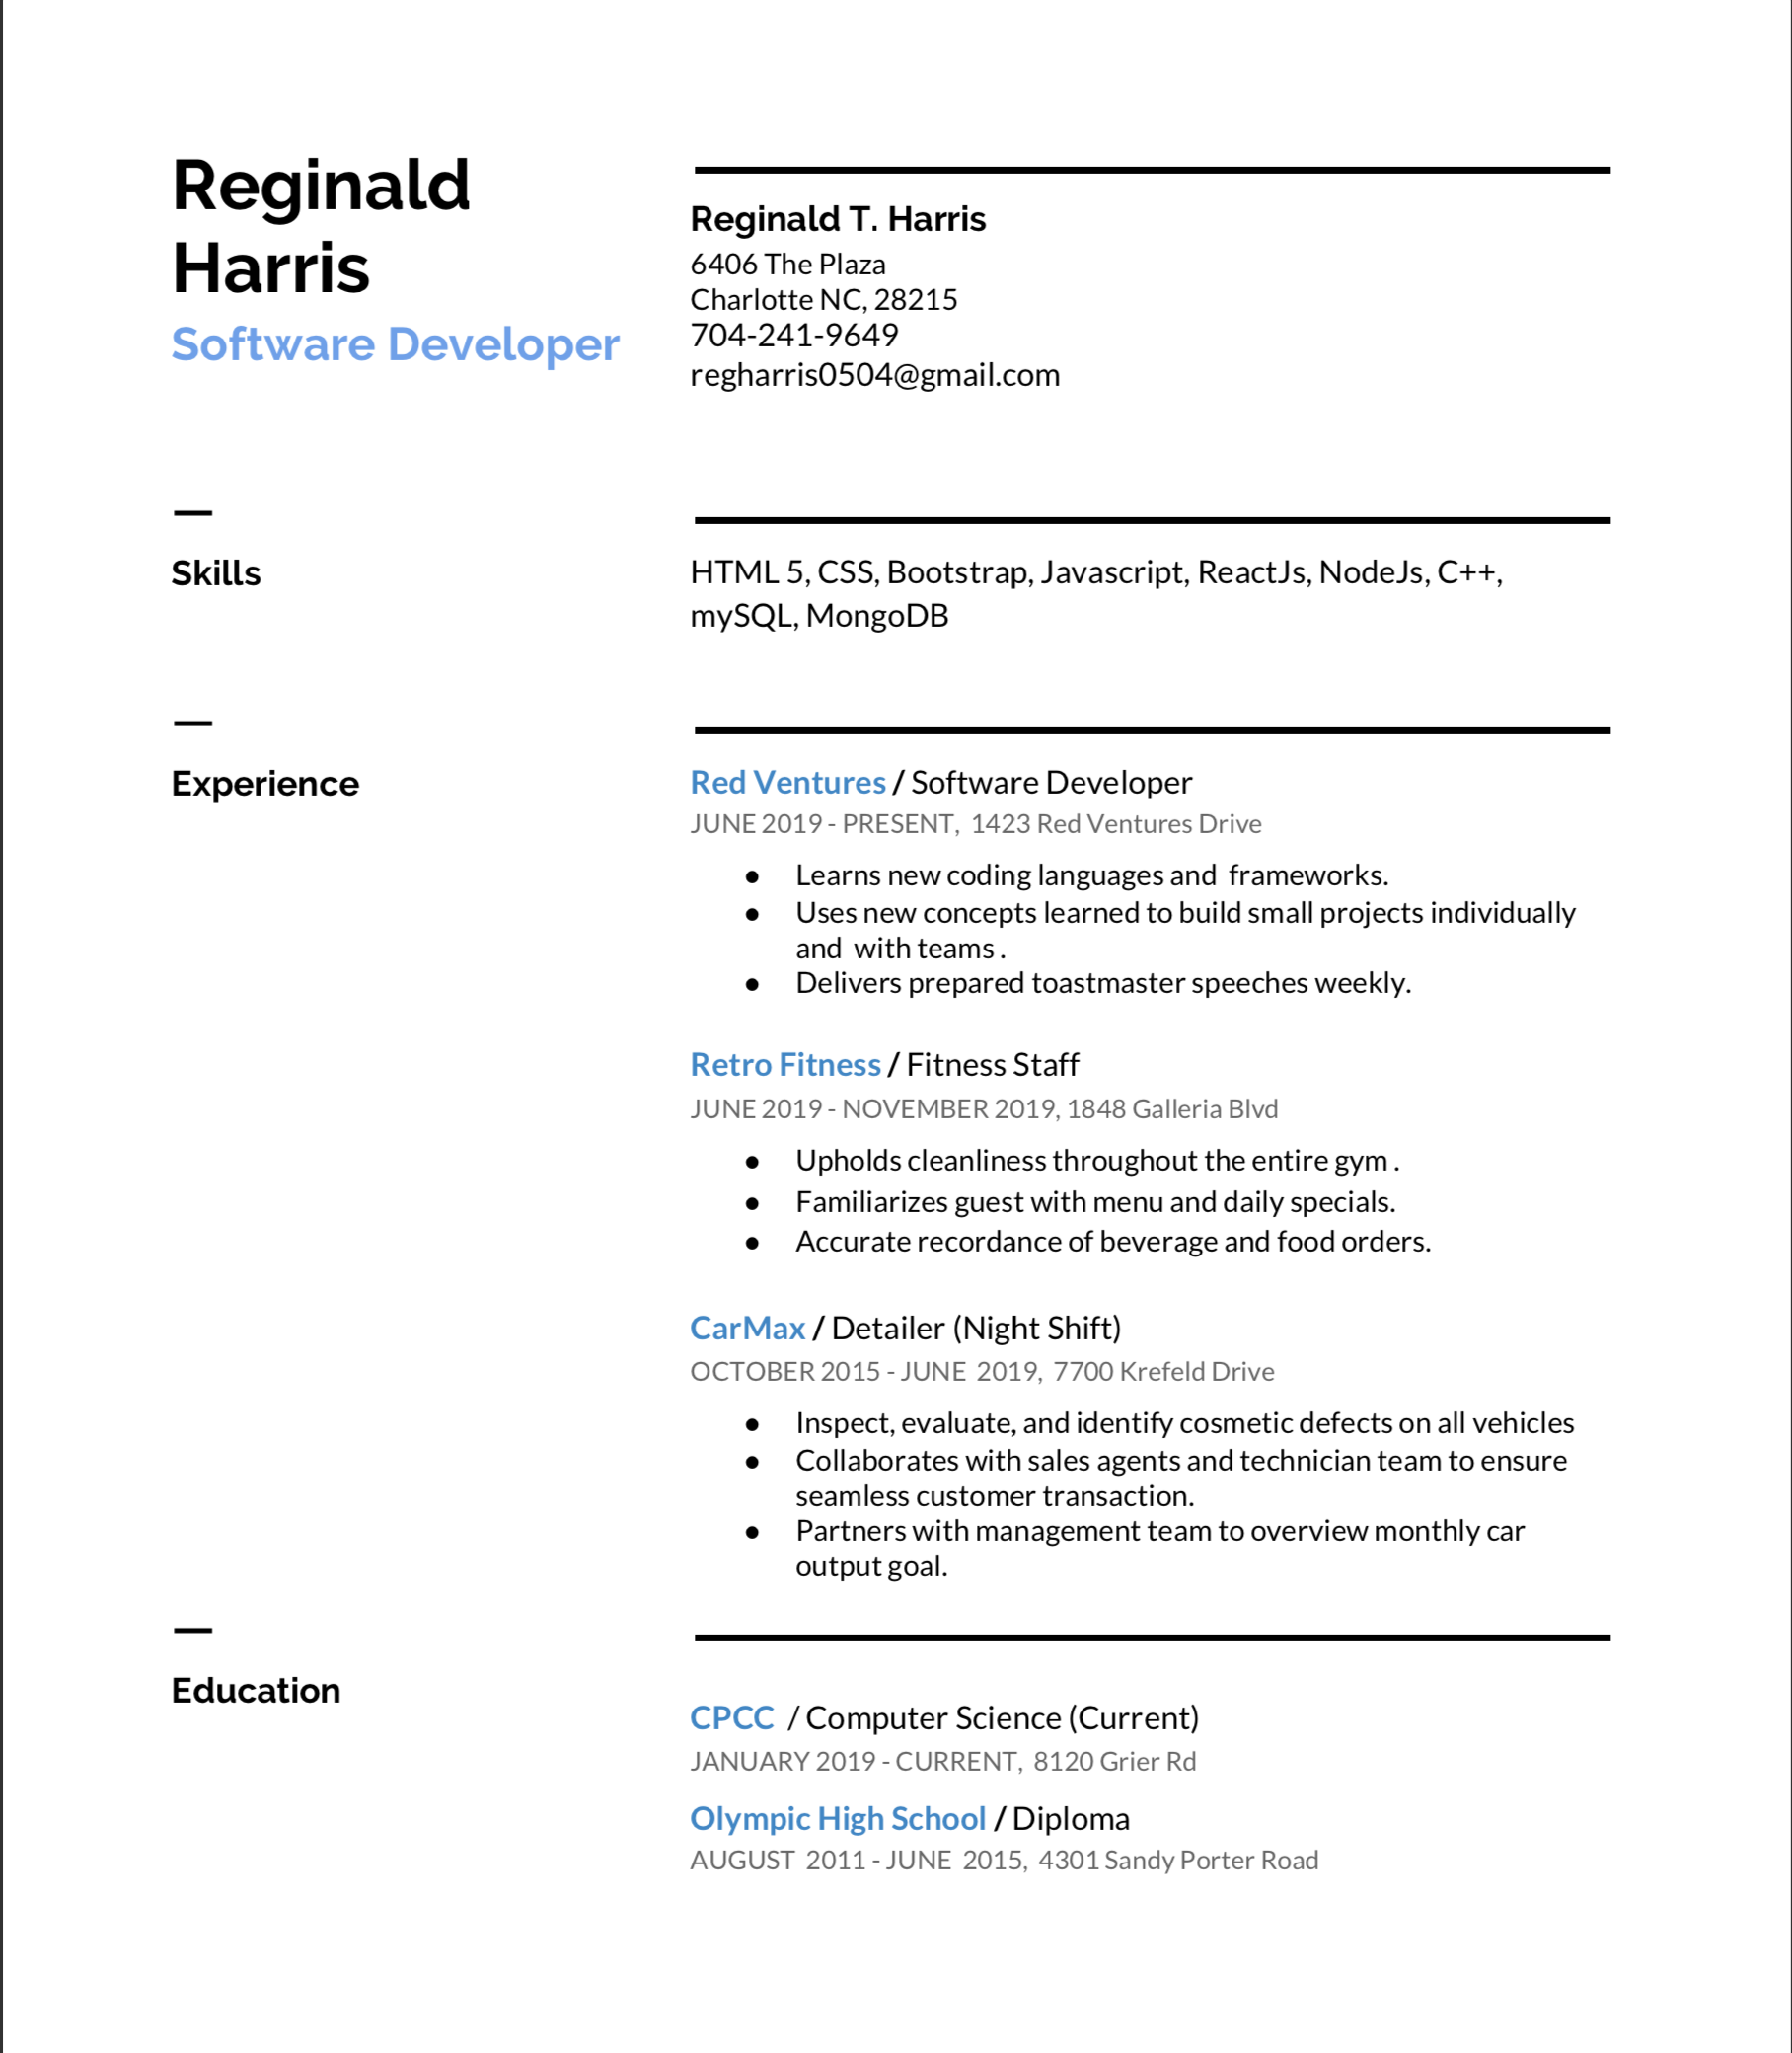 Reginald
Harris
Software Developer
Reginald T. Harris
6406 The Plaza
Charlotte NC, 28215
704-241-9649
regharris0504@gmail.com
Skills
HTML 5, CSS, Bootstrap, Javascript, ReactJs, NodeJs, C++,
mySQL, MongoDB
Experience
Red Ventures / Software Developer
JUNE 2019 - PRESENT, 1423 Red Ventures Drive
● Learns new coding languages and frameworks.
● Uses new concepts learned to build small projects individually
and with teams .
● Delivers prepared toastmaster speeches weekly.
Retro Fitness / Fitness Staff
JUNE 2019 - NOVEMBER 2019, 1848 Galleria Blvd
● Upholds cleanliness throughout the entire gym .
● Familiarizes guest with menu and daily specials.
● Accurate recordance of beverage and food orders.
CarMax / Detailer (Night Shift)
OCTOBER 2015 - JUNE 2019, 7700 Krefeld Drive
● Inspect, evaluate, and identify cosmetic defects on all vehicles
● Collaborates with sales agents and technician team to ensure
seamless customer transaction.
● Partners with management team to overview monthly car
output goal.
Education
CPCC / Computer Science (Current)
JANUARY 2019 - CURRENT, 8120 Grier Rd
Olympic High School / Diploma
AUGUST 2011 - JUNE 2015, 4301 Sandy Porter Road